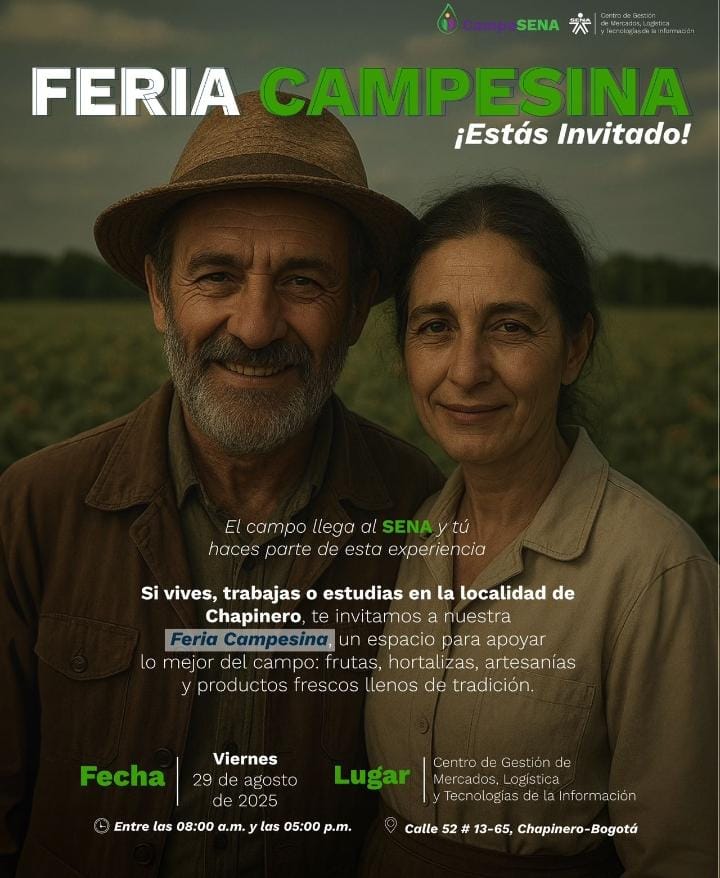 CampeSENA
SENA
Centro de Gestión
de Mercados, Logística
y Tecnologías de la Información
FERIA CAMPESINA
¡Estás Invitado!
El campo llega al SENA y tú
haces parte de esta experiencia
Si vives, trabajas o estudias en la localidad de
Chapinero, te invitamos a nuestra
Feria Campesina, un espacio para apoyar
lo mejor del campo: frutas, hortalizas, artesanías
y productos frescos llenos de tradición.
Fecha
Viernes
29 de agosto
de 2025
Entre las 08:00 a.m. y las 05:00 p.m.
Lugar
Centro de Gestión de
Mercados, Logística
y Tecnologías de la Información
Calle 52 # 13-65, Chapinero-Bogotá